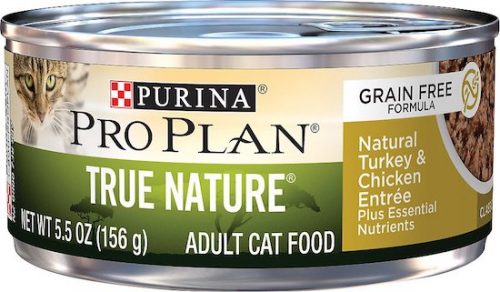 PURINA®
PRO PLAN®
TRUE NATURE®
NET WT 5.5 OZ (156 g) ADULT CAT FOOD
GRAIN FREE
FORMULA
Natural
Turkey &
Chicken
Entrée
Plus Essential
Nutrients